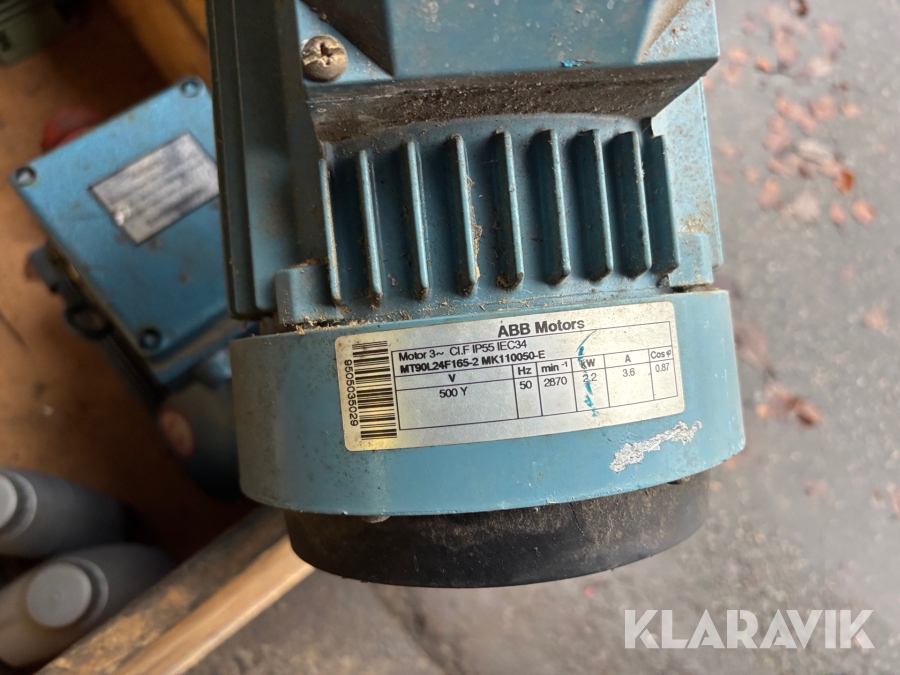 ABB Motors
Motor 3~ Cl.F IP55 IEC34
MT90L24F165-2 MK110050-E
V Hz min⁻¹ kW A Cos φ
500 Y 50 2870 2.2 3.6 0.87
9505035029
KLARAVIK